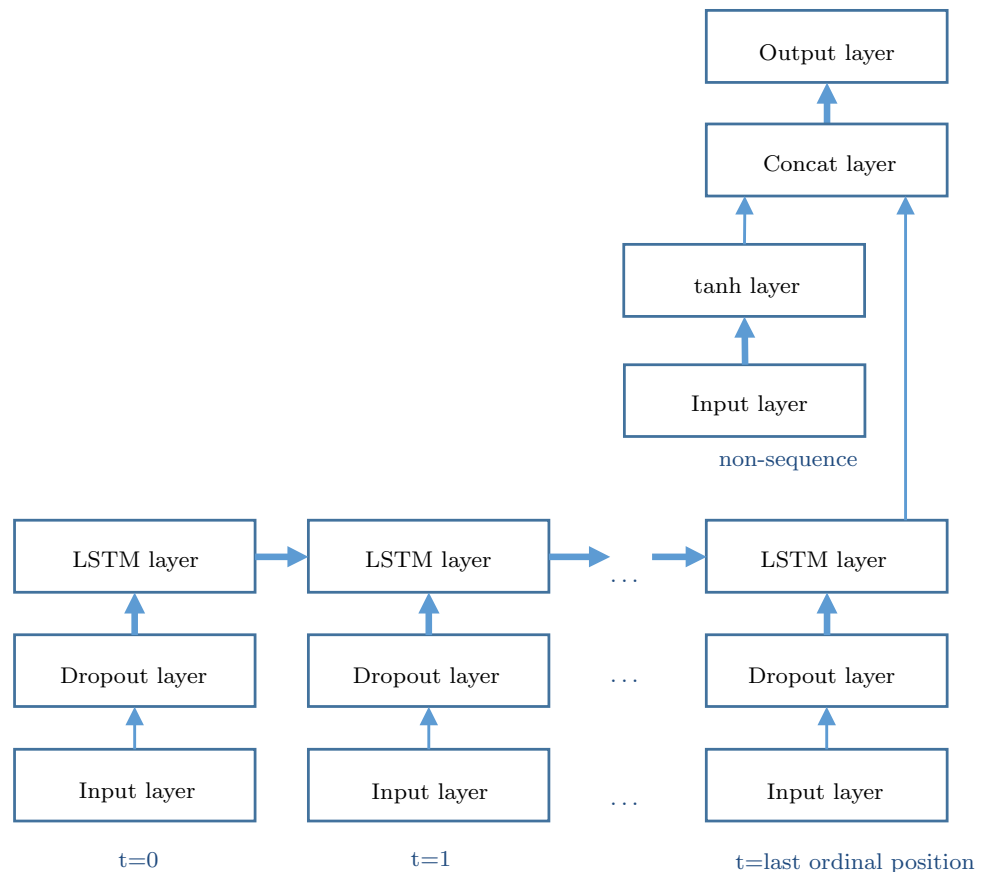 Output layer
Concat layer
tanh layer
Input layer
non-sequence
LSTM layer
LSTM layer
...
LSTM layer
Dropout layer
Dropout layer
...
Dropout layer
Input layer
Input layer
...
Input layer
t=0
t=1
t=last ordinal position